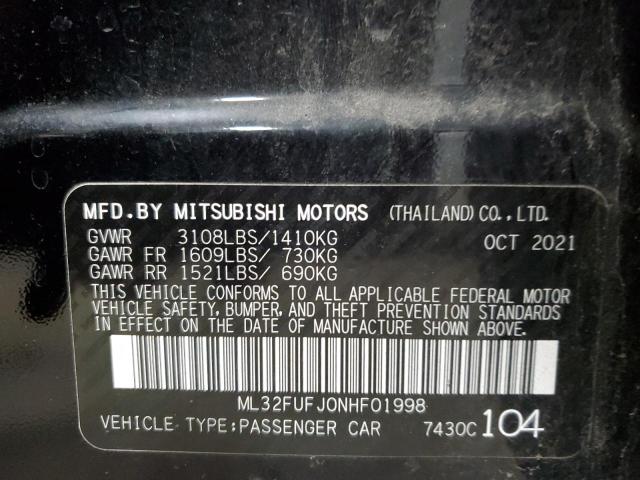 MFD.BY MITSUBISHI MOTORS (THAILAND)CO.,LTD.
GVWR 3108LBS/1410KG OCT 2021
GAWR FR 1609LBS/ 730KG
GAWR RR 1521LBS/ 690KG
THIS VEHICLE CONFORMS TO ALL APPLICABLE FEDERAL MOTOR
VEHICLE SAFETY, BUMPER, AND THEFT PREVENTION STANDARDS
IN EFFECT ON THE DATE OF MANUFACTURE SHOWN ABOVE.
ML32FUFJ0NHF01998
VEHICLE TYPE:PASSENGER CAR 7430C 104